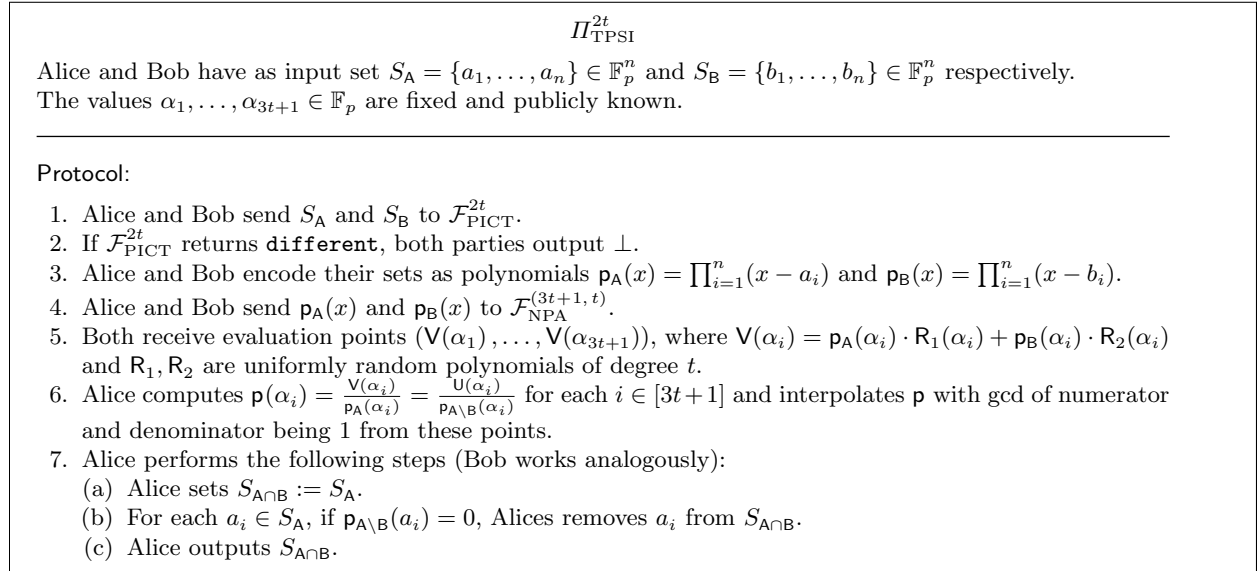 Π_TPSI^2t
Alice and Bob have as input set S_A = {a_1, . . . , a_n} ∈ 𝔽_p^n and S_B = {b_1, . . . , b_n} ∈ 𝔽_p^n respectively.
The values α_1, . . . , α_{3t+1} ∈ 𝔽_p are fixed and publicly known.
Protocol:
1. Alice and Bob send S_A and S_B to ℱ_PICT^2t.
2. If ℱ_PICT^2t returns different, both parties output ⊥.
3. Alice and Bob encode their sets as polynomials p_A(x) = ∏_{i=1}^n (x − a_i) and p_B(x) = ∏_{i=1}^n (x − b_i).
4. Alice and Bob send p_A(x) and p_B(x) to ℱ_NPA^(3t+1, t).
5. Both receive evaluation points (V(α_1) , . . . , V(α_{3t+1})), where V(α_i) = p_A(α_i) · R_1(α_i) + p_B(α_i) · R_2(α_i)
and R_1, R_2 are uniformly random polynomials of degree t.
6. Alice computes p(α_i) = V(α_i)/p_A(α_i) = U(α_i)/p_{A\B}(α_i) for each i ∈ [3t+1] and interpolates p with gcd of numerator
and denominator being 1 from these points.
7. Alice performs the following steps (Bob works analogously):
(a) Alice sets S_{A∩B} := S_A.
(b) For each a_i ∈ S_A, if p_{A\B}(a_i) = 0, Alices removes a_i from S_{A∩B}.
(c) Alice outputs S_{A∩B}.